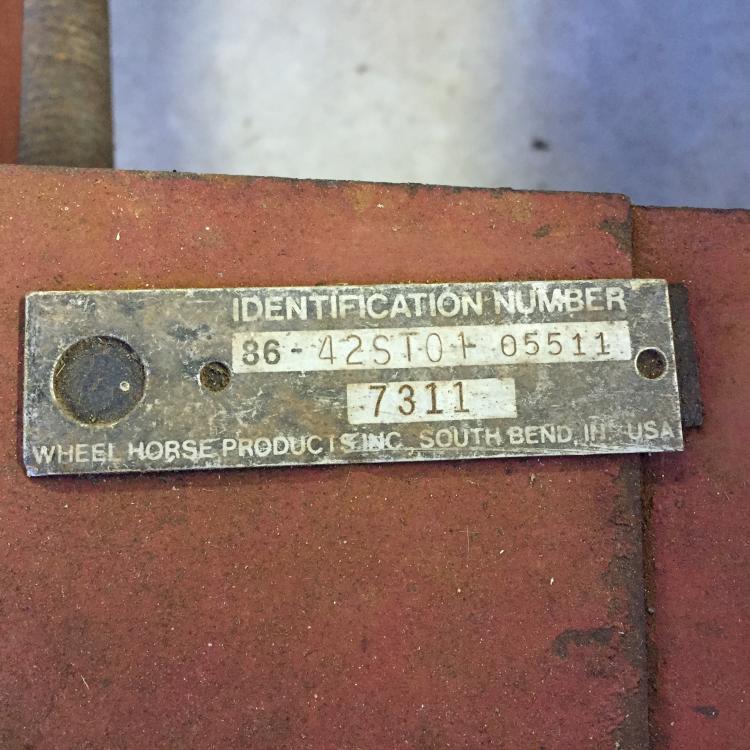 IDENTIFICATION NUMBER
86-42ST01 05511
7311
WHEEL HORSE PRODUCTS INC. SOUTH BEND, IN. USA